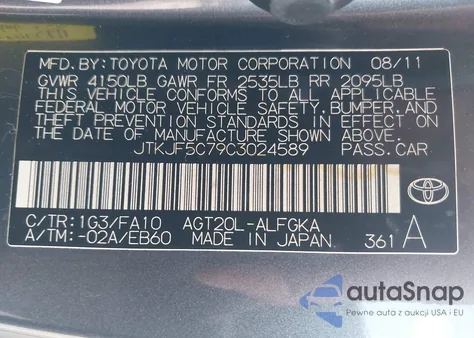 MFD.BY:TOYOTA MOTOR CORPORATION 08/11
GVWR 4150LB GAWR FR 2535LB RR 2095LB
THIS VEHICLE CONFORMS TO ALL APPLICABLE
FEDERAL MOTOR VEHICLE SAFETY, BUMPER, AND
THEFT PREVENTION STANDARDS IN EFFECT ON
THE DATE OF MANUFACTURE SHOWN ABOVE.
JTKJF5C79C3024589 PASS.CAR
C/TR:1G3/FA10 AGT20L-ALFGKA
A/TM:-02A/EB60 MADE IN JAPAN 361A
TOYOTA
autoSnap
Pewne auta z aukcji USA i EU